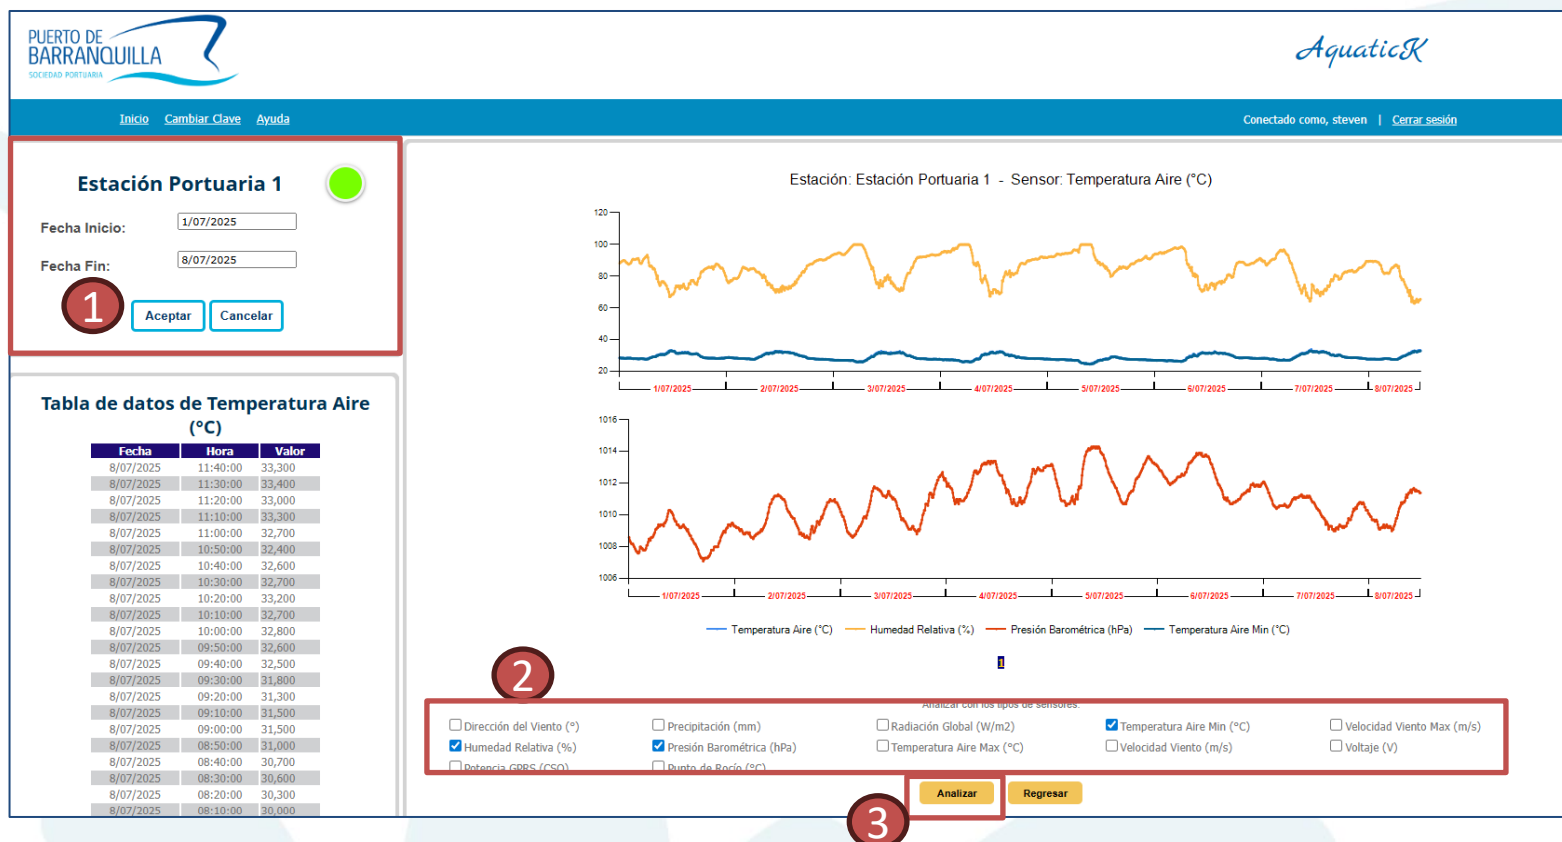 PUERTO DE
BARRANQUILLA
SOCIEDAD PORTUARIA
AquaticK
Inicio Cambiar Clave Ayuda
Conectado como, steven | Cerrar sesión
Estación Portuaria 1
Fecha Inicio: 1/07/2025
Fecha Fin: 8/07/2025
1
Aceptar Cancelar
Tabla de datos de Temperatura Aire
(°C)
Fecha Hora Valor
8/07/2025 11:40:00 33,300
8/07/2025 11:30:00 33,400
8/07/2025 11:20:00 33,000
8/07/2025 11:10:00 33,300
8/07/2025 11:00:00 32,700
8/07/2025 10:50:00 32,400
8/07/2025 10:40:00 32,600
8/07/2025 10:30:00 32,700
8/07/2025 10:20:00 33,200
8/07/2025 10:10:00 32,700
8/07/2025 10:00:00 32,800
8/07/2025 09:50:00 32,600
8/07/2025 09:40:00 32,500
8/07/2025 09:30:00 31,800
8/07/2025 09:20:00 31,300
8/07/2025 09:10:00 31,500
8/07/2025 09:00:00 31,500
8/07/2025 08:50:00 31,000
8/07/2025 08:40:00 30,700
8/07/2025 08:30:00 30,600
8/07/2025 08:20:00 30,300
8/07/2025 08:10:00 30,000
Estación: Estación Portuaria 1 - Sensor: Temperatura Aire (°C)
120
100
80
60
40
20
1/07/2025 2/07/2025 3/07/2025 4/07/2025 5/07/2025 6/07/2025 7/07/2025 8/07/2025
1016
1014
1012
1010
1008
1006
1/07/2025 2/07/2025 3/07/2025 4/07/2025 5/07/2025 6/07/2025 7/07/2025 8/07/2025
Temperatura Aire (°C) Humedad Relativa (%) Presión Barométrica (hPa) Temperatura Aire Min (°C)
1
2
Analizar con los tipos de sensores:
Dirección del Viento (°) Precipitación (mm) Radiación Global (W/m2) Temperatura Aire Min (°C) Velocidad Viento Max (m/s)
Humedad Relativa (%) Presión Barométrica (hPa) Temperatura Aire Max (°C) Velocidad Viento (m/s) Voltaje (V)
Potencia GPRS (CSQ) Punto de Rocío (°C)
Analizar Regresar
3